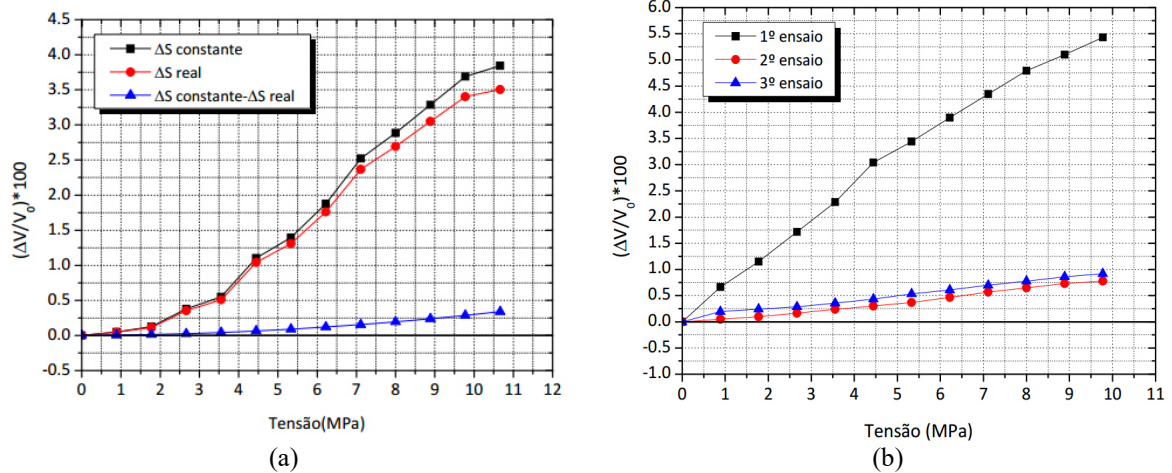 ΔS constante
ΔS real
ΔS constante-ΔS real
(ΔV/V₀)*100
4.5
4.0
3.5
3.0
2.5
2.0
1.5
1.0
0.5
0.0
-0.5
0 1 2 3 4 5 6 7 8 9 10 11 12 13
Tensão(MPa)
(a)
1º ensaio
2º ensaio
3º ensaio
(ΔV/V₀)*100
6.0
5.5
5.0
4.5
4.0
3.5
3.0
2.5
2.0
1.5
1.0
0.5
0.0
-0.5
-1.0
0 1 2 3 4 5 6 7 8 9 10 11
Tensão (MPa)
(b)